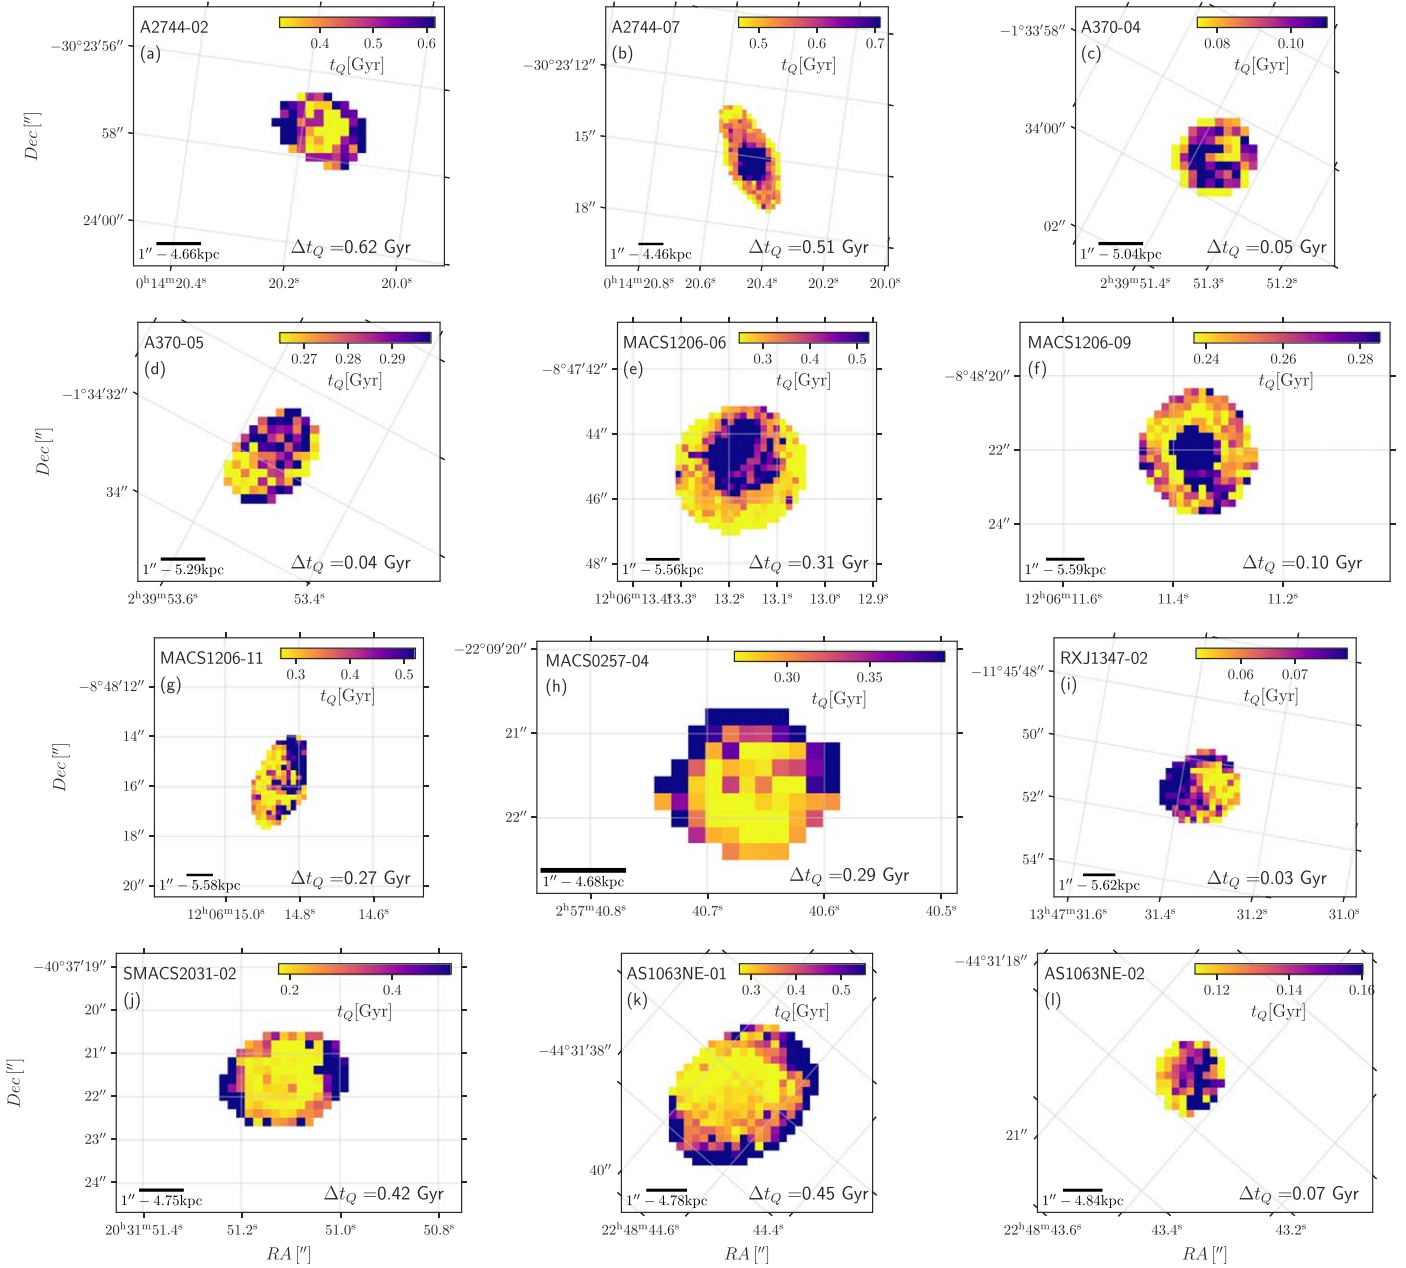 A2744-02
(a)
0.4 0.5 0.6
t_Q[Gyr]
−30°23′56″
58″
24′00″
Dec [″]
1″ − 4.66kpc
Δt_Q =0.62 Gyr
0ʰ14ᵐ20.4ˢ 20.2ˢ 20.0ˢ
A2744-07
(b)
0.5 0.6 0.7
t_Q[Gyr]
−30°23′12″
15″
18″
1″ − 4.46kpc
Δt_Q =0.51 Gyr
0ʰ14ᵐ20.8ˢ 20.6ˢ 20.4ˢ 20.2ˢ 20.0ˢ
A370-04
(c)
0.08 0.10
t_Q[Gyr]
−1°33′58″
34′00″
02″
1″ − 5.04kpc
Δt_Q =0.05 Gyr
2ʰ39ᵐ51.4ˢ 51.3ˢ 51.2ˢ
A370-05
(d)
0.27 0.28 0.29
t_Q[Gyr]
−1°34′32″
34″
Dec [″]
1″ − 5.29kpc
Δt_Q =0.04 Gyr
2ʰ39ᵐ53.6ˢ 53.4ˢ
MACS1206-06
(e)
0.3 0.4 0.5
t_Q[Gyr]
−8°47′42″
44″
46″
48″
1″ − 5.56kpc
Δt_Q =0.31 Gyr
12ʰ06ᵐ13.4ˢ 13.3ˢ 13.2ˢ 13.1ˢ 13.0ˢ 12.9ˢ
MACS1206-09
(f)
0.24 0.26 0.28
t_Q[Gyr]
−8°48′20″
22″
24″
1″ − 5.59kpc
Δt_Q =0.10 Gyr
12ʰ06ᵐ11.6ˢ 11.4ˢ 11.2ˢ
MACS1206-11
(g)
0.3 0.4 0.5
t_Q[Gyr]
−8°48′12″
14″
16″
18″
20″
Dec [″]
1″ − 5.58kpc
Δt_Q =0.27 Gyr
12ʰ06ᵐ15.0ˢ 14.8ˢ 14.6ˢ
MACS0257-04
(h)
0.30 0.35
t_Q[Gyr]
−22°09′20″
21″
22″
1″ − 4.68kpc
Δt_Q =0.29 Gyr
2ʰ57ᵐ40.8ˢ 40.7ˢ 40.6ˢ 40.5ˢ
RXJ1347-02
(i)
0.06 0.07
t_Q[Gyr]
−11°45′48″
50″
52″
54″
1″ − 5.62kpc
Δt_Q =0.03 Gyr
13ʰ47ᵐ31.6ˢ 31.4ˢ 31.2ˢ 31.0ˢ
SMACS2031-02
(j)
0.2 0.4
t_Q[Gyr]
−40°37′19″
20″
21″
22″
23″
24″
Dec [″]
1″ − 4.75kpc
Δt_Q =0.42 Gyr
20ʰ31ᵐ51.4ˢ 51.2ˢ 51.0ˢ 50.8ˢ
RA [″]
AS1063NE-01
(k)
0.3 0.4 0.5
t_Q[Gyr]
−44°31′38″
40″
1″ − 4.78kpc
Δt_Q =0.45 Gyr
22ʰ48ᵐ44.6ˢ 44.4ˢ
RA [″]
AS1063NE-02
(l)
0.12 0.14 0.16
t_Q[Gyr]
−44°31′18″
21″
1″ − 4.84kpc
Δt_Q =0.07 Gyr
22ʰ48ᵐ43.6ˢ 43.4ˢ 43.2ˢ
RA [″]